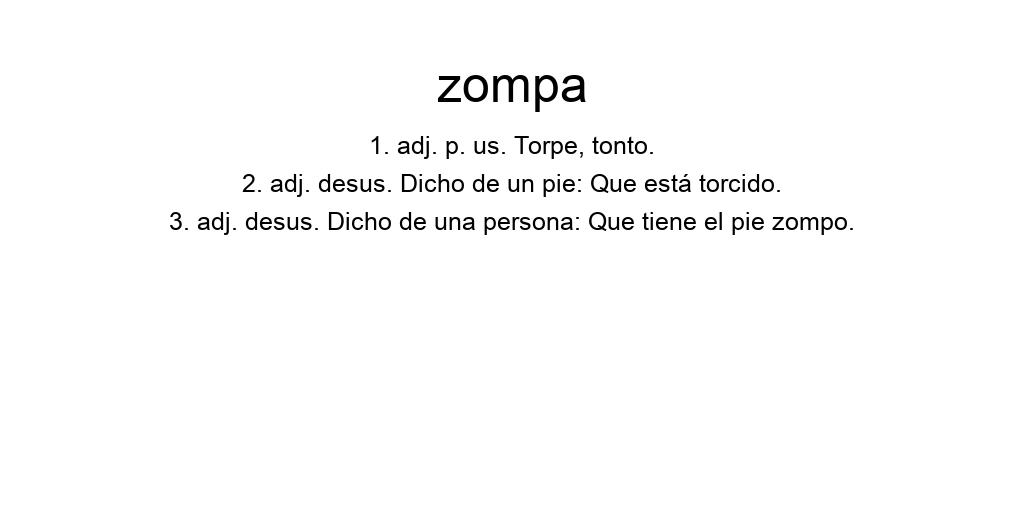 zompa
1. adj. p. us. Torpe, tonto.
2. adj. desus. Dicho de un pie: Que está torcido.
3. adj. desus. Dicho de una persona: Que tiene el pie zompo.